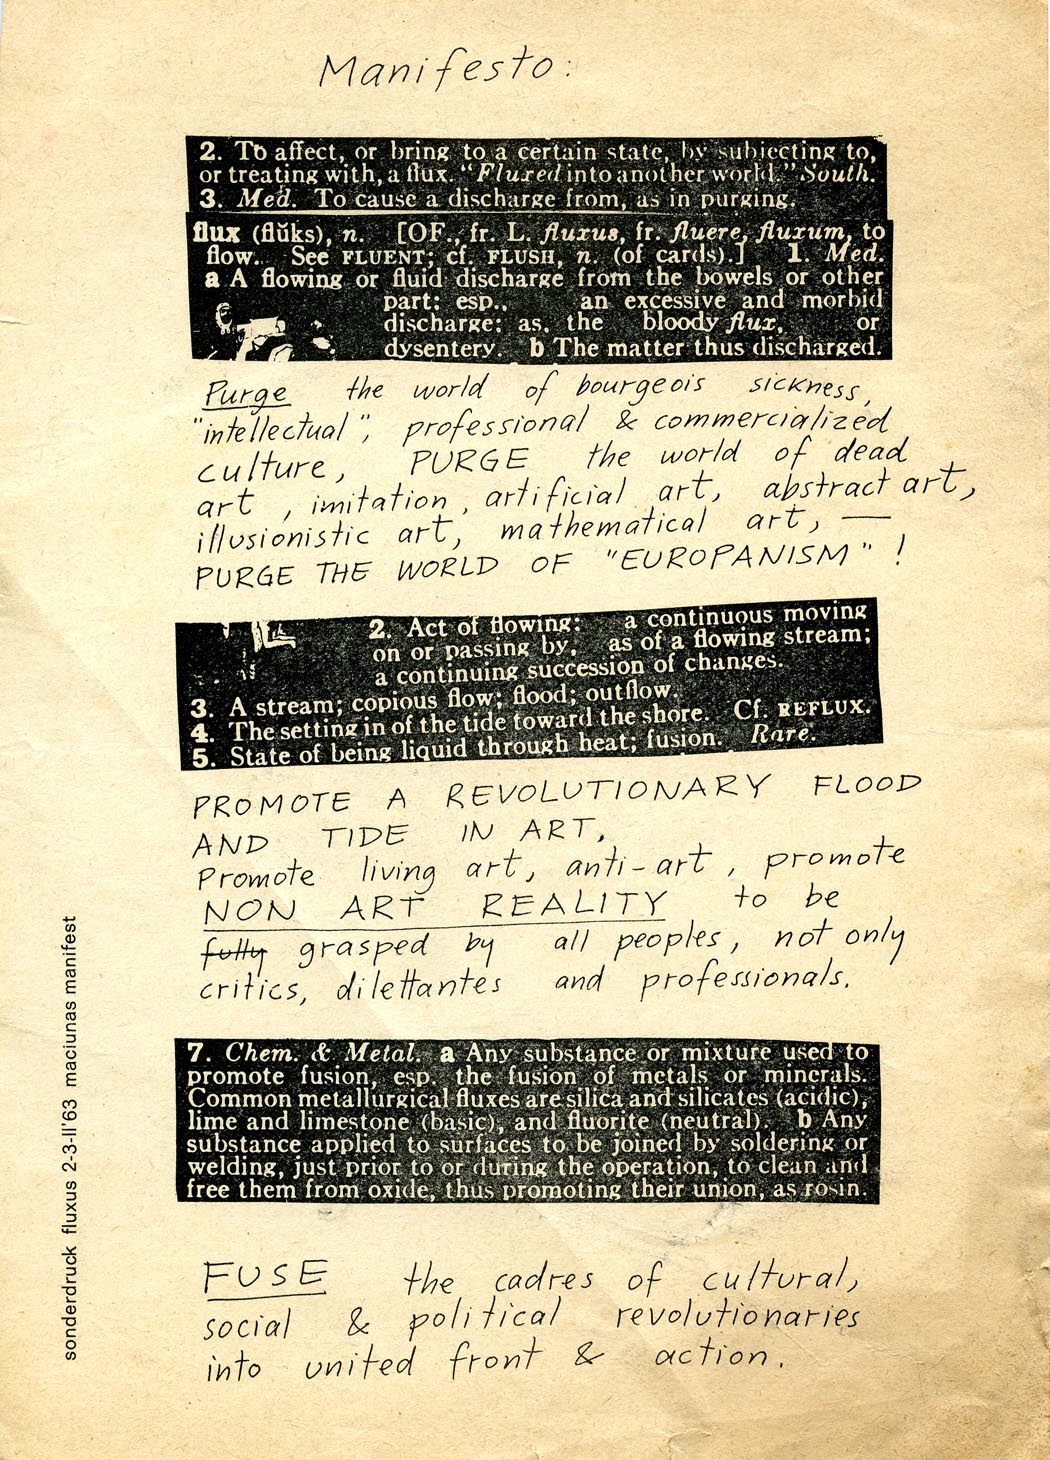 Manifesto:
2. To affect, or bring to a certain state, by subjecting to,
or treating with, a flux. "Fluxed into another world." South.
3. Med. To cause a discharge from, as in purging.
flux (flŭks), n. [OF., fr. L. fluxus, fr. fluere, fluxum, to
flow. See FLUENT; cf. FLUSH, n. (of cards).] 1. Med.
a A flowing or fluid discharge from the bowels or other
part: esp., an excessive and morbid
discharge; as, the bloody flux, or
dysentery. b The matter thus discharged.
Purge the world of bourgeois sickness,
"intellectual", professional & commercialized
culture, PURGE the world of dead
art, imitation, artificial art, abstract art,
illusionistic art, mathematical art, —
PURGE THE WORLD OF "EUROPANISM"!
2. Act of flowing: a continuous moving
on or passing by, as of a flowing stream;
a continuing succession of changes.
3. A stream; copious flow; flood; outflow.
4. The setting in of the tide toward the shore. Cf. REFLUX.
5. State of being liquid through heat; fusion. Rare.
PROMOTE A REVOLUTIONARY FLOOD
AND TIDE IN ART,
Promote living art, anti-art, promote
NON ART REALITY to be
fully grasped by all peoples, not only
critics, dilettantes and professionals.
7. Chem. & Metal. a Any substance or mixture used to
promote fusion, esp. the fusion of metals or minerals.
Common metallurgical fluxes are silica and silicates (acidic),
lime and limestone (basic), and fluorite (neutral). b Any
substance applied to surfaces to be joined by soldering or
welding, just prior to or during the operation, to clean and
free them from oxide, thus promoting their union, as rosin.
FUSE the cadres of cultural,
social & political revolutionaries
into united front & action.
sonderdruck fluxus 2-3-II'63 maciunas manifest